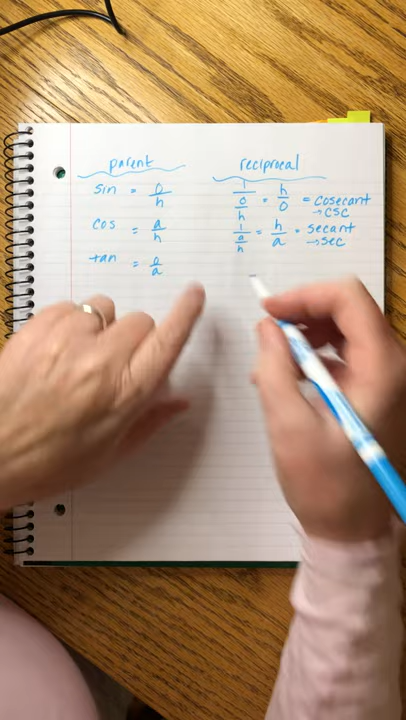 parent
sin = o/h
cos = a/h
tan = o/a
reciprocal
1/(o/h) = h/o = cosecant
→ csc
1/(a/h) = h/a = secant
→ sec